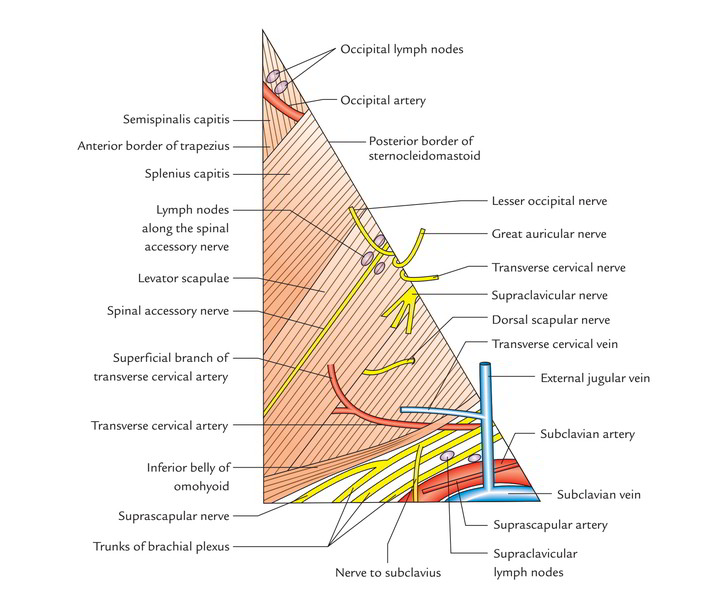 Occipital lymph nodes
Occipital artery
Semispinalis capitis
Anterior border of trapezius
Posterior border of
sternocleidomastoid
Splenius capitis
Lesser occipital nerve
Lymph nodes
along the spinal
accessory nerve
Great auricular nerve
Transverse cervical nerve
Levator scapulae
Supraclavicular nerve
Spinal accessory nerve
Dorsal scapular nerve
Transverse cervical vein
Superficial branch of
transverse cervical artery
External jugular vein
Transverse cervical artery
Subclavian artery
Inferior belly of
omohyoid
Subclavian vein
Suprascapular nerve
Suprascapular artery
Trunks of brachial plexus
Supraclavicular
lymph nodes
Nerve to subclavius